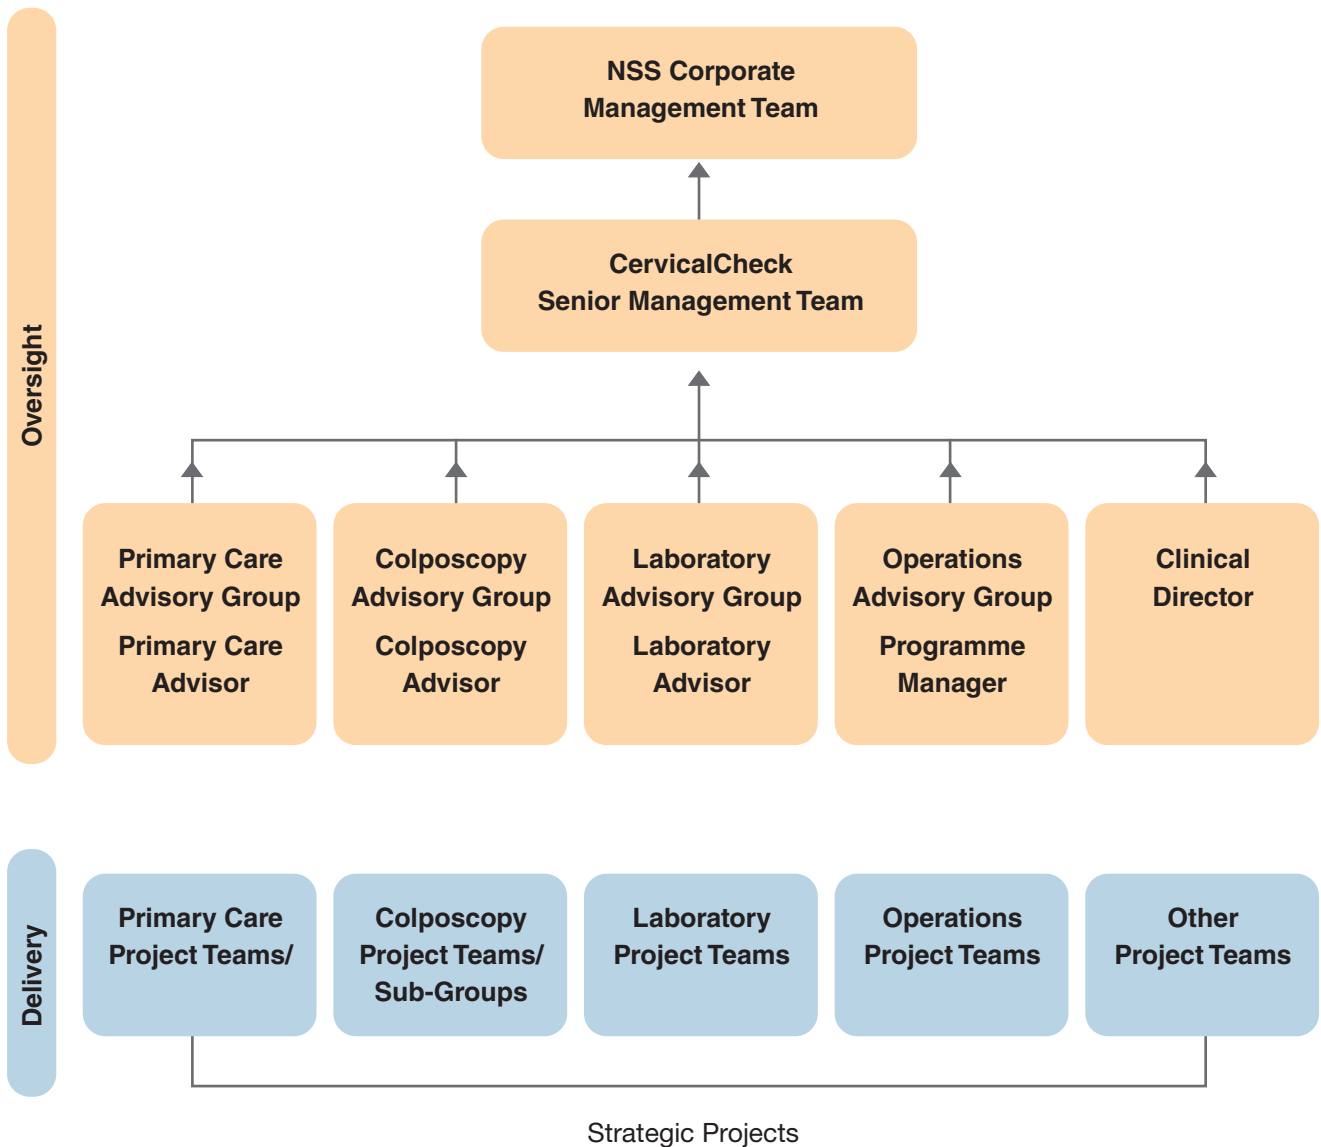 Oversight
NSS Corporate
Management Team
CervicalCheck
Senior Management Team
Primary Care
Advisory Group
Primary Care
Advisor
Colposcopy
Advisory Group
Colposcopy
Advisor
Laboratory
Advisory Group
Laboratory
Advisor
Operations
Advisory Group
Programme
Manager
Clinical
Director
Delivery
Primary Care
Project Teams/
Colposcopy
Project Teams/
Sub-Groups
Laboratory
Project Teams
Operations
Project Teams
Other
Project Teams
Strategic Projects